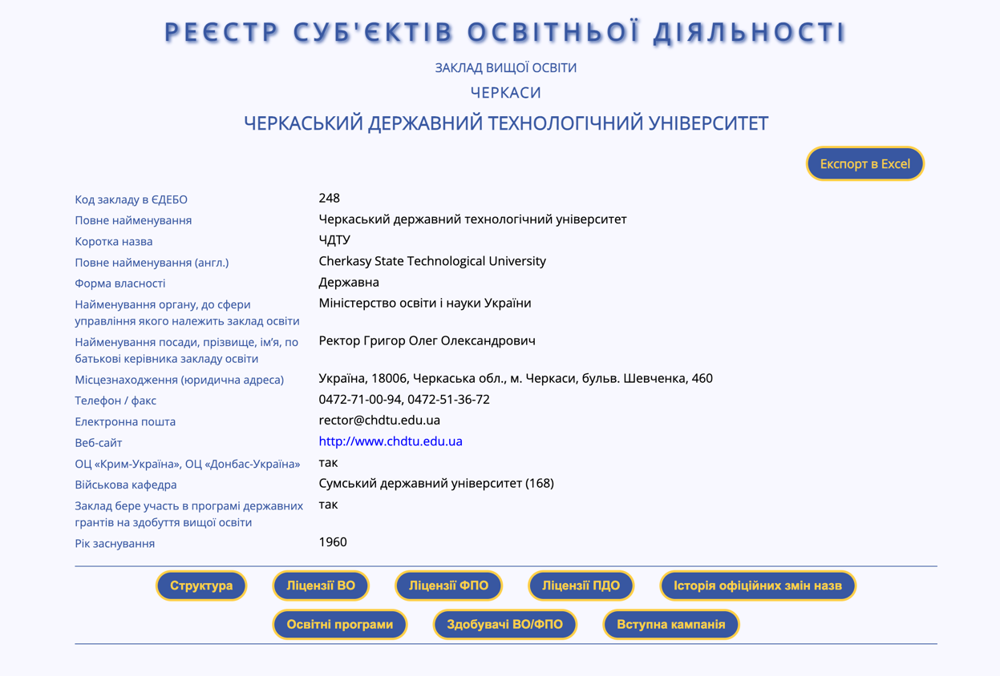 РЕЄСТР СУБ'ЄКТІВ ОСВІТНЬОЇ ДІЯЛЬНОСТІ
ЗАКЛАД ВИЩОЇ ОСВІТИ
ЧЕРКАСИ
ЧЕРКАСЬКИЙ ДЕРЖАВНИЙ ТЕХНОЛОГІЧНИЙ УНІВЕРСИТЕТ
Експорт в Excel
Код закладу в ЄДЕБО 248
Повне найменування Черкаський державний технологічний університет
Коротка назва ЧДТУ
Повне найменування (англ.) Cherkasy State Technological University
Форма власності Державна
Найменування органу, до сфери Міністерство освіти і науки України
управління якого належить заклад освіти
Найменування посади, прізвище, ім’я, по Ректор Григор Олег Олександрович
батькові керівника закладу освіти
Місцезнаходження (юридична адреса) Україна, 18006, Черкаська обл., м. Черкаси, бульв. Шевченка, 460
Телефон / факс 0472-71-00-94, 0472-51-36-72
Електронна пошта rector@chdtu.edu.ua
Веб-сайт http://www.chdtu.edu.ua
ОЦ «Крим-Україна», ОЦ «Донбас-Україна» так
Військова кафедра Сумський державний університет (168)
Заклад бере участь в програмі державних так
грантів на здобуття вищої освіти
Рік заснування 1960
Структура Ліцензії ВО Ліцензії ФПО Ліцензії ПДО Історія офіційних змін назв
Освітні програми Здобувачі ВО/ФПО Вступна кампанія